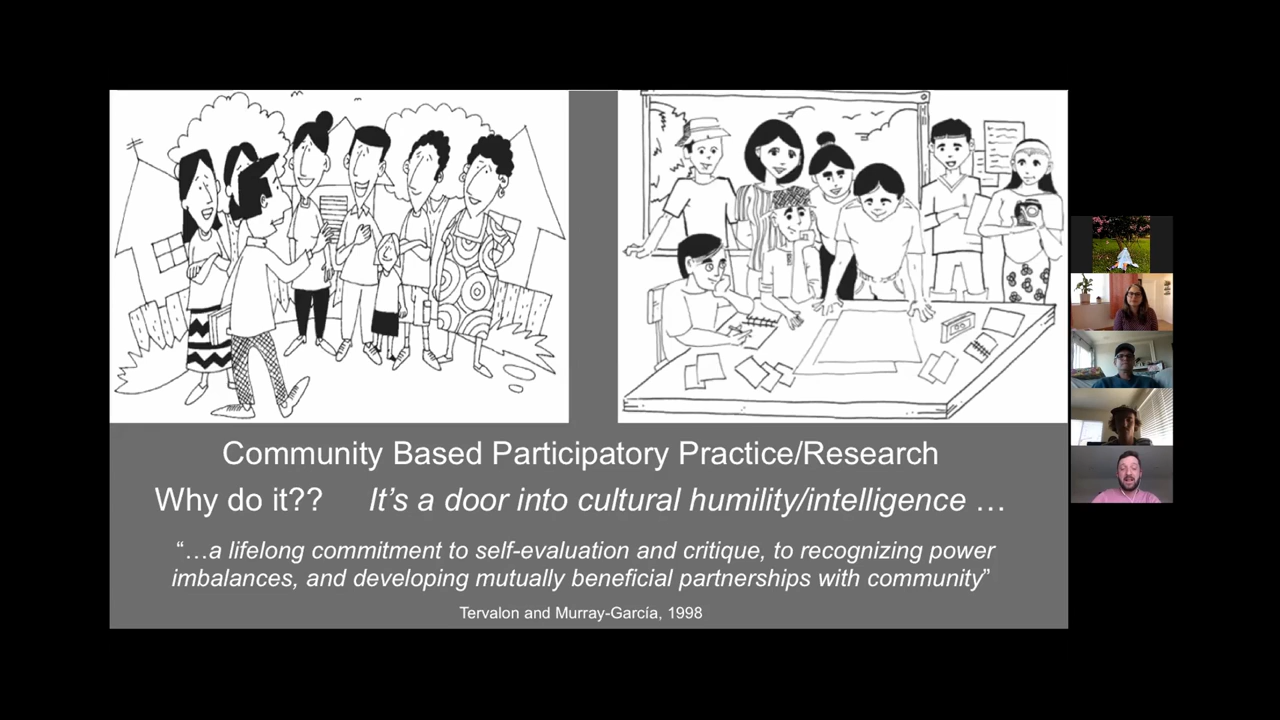 Community Based Participatory Practice/Research
Why do it?? It’s a door into cultural humility/intelligence …
“…a lifelong commitment to self-evaluation and critique, to recognizing power
imbalances, and developing mutually beneficial partnerships with community”
Tervalon and Murray-García, 1998